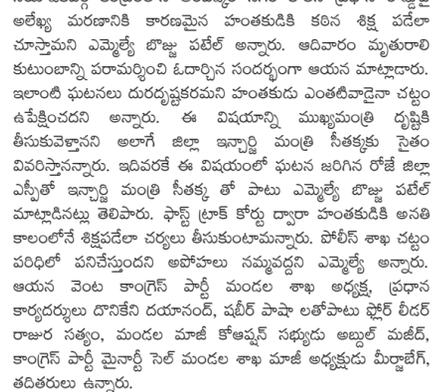 అలేఖ్య మరణానికి కారణమైన హంతకుడికి కఠిన శిక్ష పడేలా
చూస్తామని ఎమ్మెల్యే బొజ్జు పటేల్ అన్నారు. ఆదివారం మృతురాలి
కుటుంబాన్ని పరామర్శించి ఓదార్చిన సందర్భంగా ఆయన మాట్లాడారు.
ఇలాంటి ఘటనలు దురదృష్టకరమని హంతకుడు ఎంతటివాడైనా చట్టం
ఉపేక్షించదని అన్నారు. ఈ విషయాన్ని ముఖ్యమంత్రి దృష్టికి
తీసుకువెళ్తానని అలాగే జిల్లా ఇన్చార్జి మంత్రి సీతక్కకు సైతం
వివరిస్తానన్నారు. ఇదివరకే ఈ విషయంలో ఘటన జరిగిన రోజే జిల్లా
ఎస్పీతో ఇన్చార్జి మంత్రి సీతక్క తో పాటు ఎమ్మెల్యే బొజ్జు పటేల్
మాట్లాడినట్లు తెలిపారు. ఫాస్ట్ ట్రాక్ కోర్టు ద్వారా హంతకుడికి అనతి
కాలంలోనే శిక్షపడేలా చర్యలు తీసుకుంటామన్నారు. పోలీస్ శాఖ చట్టం
పరిధిలో పనిచేస్తుందని అపోహలు నమ్మవద్దని ఎమ్మెల్యే అన్నారు.
ఆయన వెంట కాంగ్రెస్ పార్టీ మండల శాఖ అధ్యక్ష, ప్రధాన
కార్యదర్శులు దొనికేని దయానంద్, షబీర్ పాషా లతోపాటు ఫ్లోర్ లీడర్
రాజుర సత్యం, మండల మాజీ కోఆప్షన్ సభ్యుడు అబ్దుల్ మజీద్,
కాంగ్రెస్ పార్టీ మైనార్టీ సెల్ మండల శాఖ మాజీ అధ్యక్షుడు మీర్జాబేగ్,
తదితరులు ఉన్నారు.